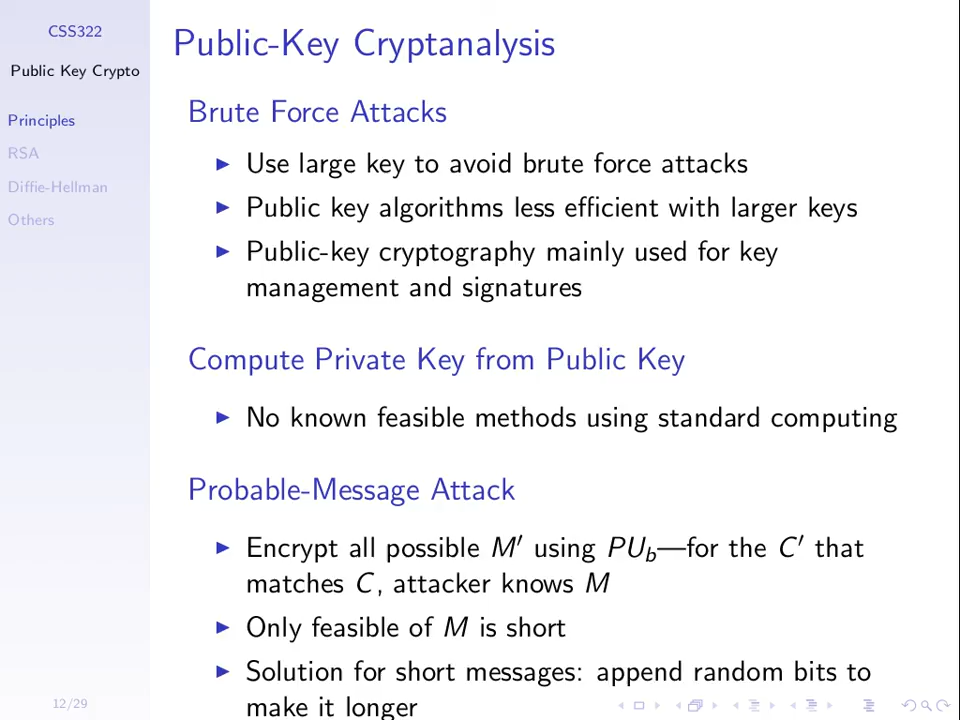 CSS322
Public Key Crypto
Principles
RSA
Diffie-Hellman
Others
Public-Key Cryptanalysis
Brute Force Attacks
Use large key to avoid brute force attacks
Public key algorithms less efficient with larger keys
Public-key cryptography mainly used for key
management and signatures
Compute Private Key from Public Key
No known feasible methods using standard computing
Probable-Message Attack
Encrypt all possible M′ using PU_b—for the C′ that
matches C, attacker knows M
Only feasible of M is short
Solution for short messages: append random bits to
make it longer
12/29